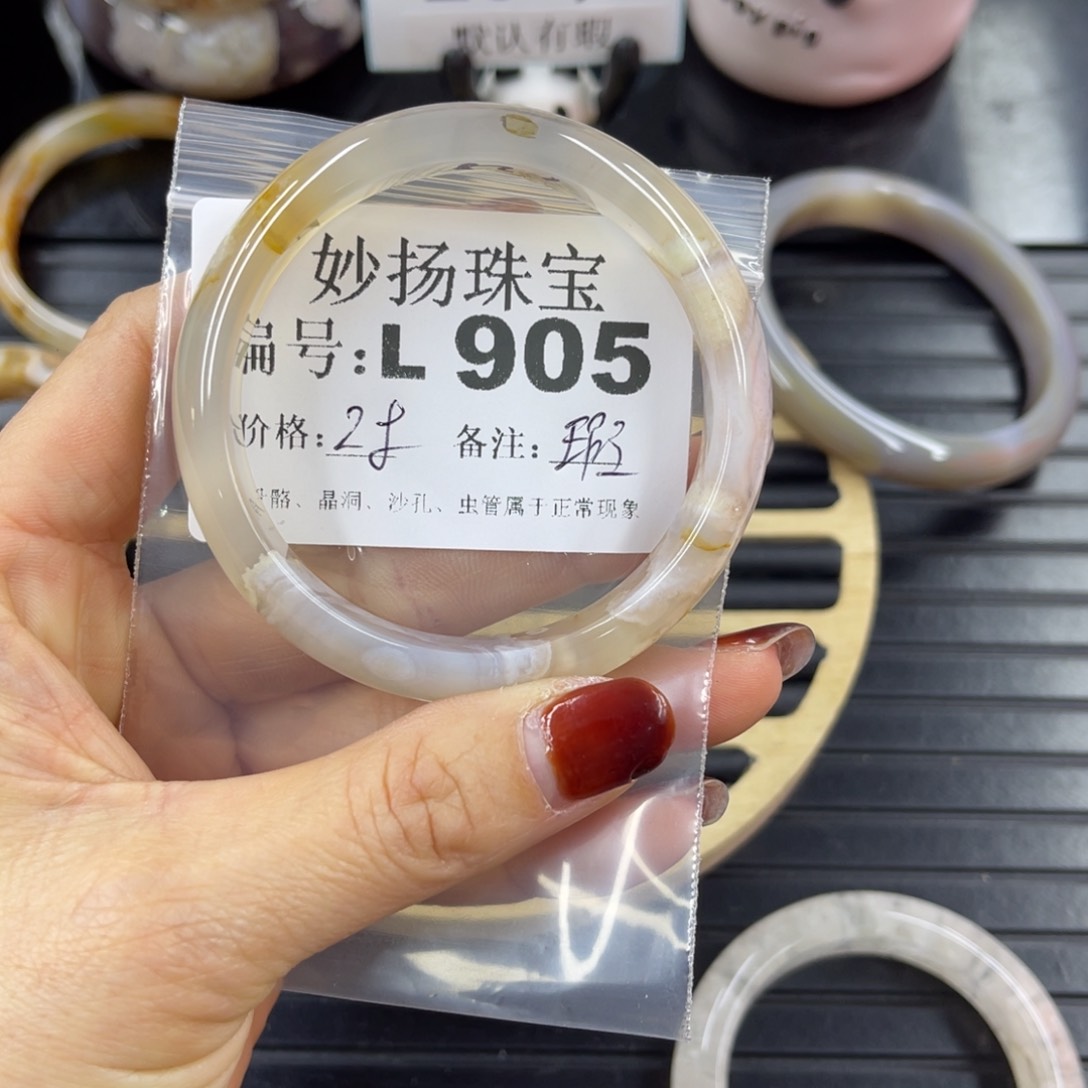 默认有瑕
妙扬珠宝
编号:L 905
价格: 备注:瑕
晶洞、沙孔、虫管属于正常现象